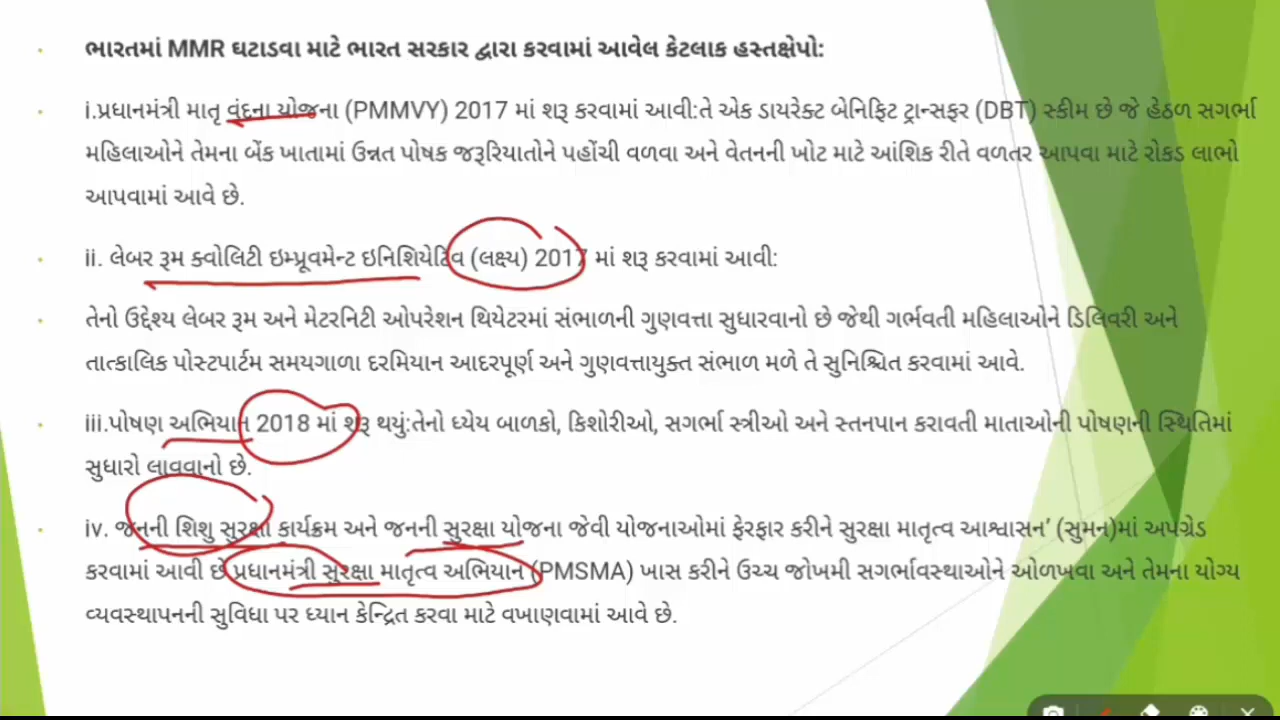 ભારતમાં MMR ઘટાડવા માટે ભારત સરકાર દ્વારા કરવામાં આવેલ કેટલાક હસ્તક્ષેપો:
i.પ્રધાનમંત્રી માતૃ વંદના યોજના (PMMVY) 2017 માં શરૂ કરવામાં આવી:તે એક ડાયરેક્ટ બેનિફિટ ટ્રાન્સફર (DBT) સ્કીમ છે જે હેઠળ સગર્ભા
મહિલાઓને તેમના બેંક ખાતામાં ઉન્નત પોષક જરૂરિયાતોને પહોંચી વળવા અને વેતનની ખોટ માટે આંશિક રીતે વળતર આપવા માટે રોકડ લાભો
આપવામાં આવે છે.
ii. લેબર રૂમ ક્વોલિટી ઇમ્પ્રૂવમેન્ટ ઇનિશિયેટિવ (લક્ષ્ય) 2017 માં શરૂ કરવામાં આવી:
તેનો ઉદ્દેશ્ય લેબર રૂમ અને મેટરનિટી ઓપરેશન થિયેટરમાં સંભાળની ગુણવત્તા સુધારવાનો છે જેથી ગર્ભવતી મહિલાઓને ડિલિવરી અને
તાત્કાલિક પોસ્ટપાર્ટમ સમયગાળા દરમિયાન આદરપૂર્ણ અને ગુણવત્તાયુક્ત સંભાળ મળે તે સુનિશ્ચિત કરવામાં આવે.
iii.પોષણ અભિયાન 2018 માં શરૂ થયું:તેનો ધ્યેય બાળકો, કિશોરીઓ, સગર્ભા સ્ત્રીઓ અને સ્તનપાન કરાવતી માતાઓની પોષણની સ્થિતિમાં
સુધારો લાવવાનો છે.
iv. જનની શિશુ સુરક્ષા કાર્યક્રમ અને જનની સુરક્ષા યોજના જેવી યોજનાઓમાં ફેરફાર કરીને સુરક્ષા માતૃત્વ આશ્વાસન’ (સુમન)માં અપગ્રેડ
કરવામાં આવી છે પ્રધાનમંત્રી સુરક્ષા માતૃત્વ અભિયાન (PMSMA) ખાસ કરીને ઉચ્ચ જોખમી સગર્ભાવસ્થાઓને ઓળખવા અને તેમના યોગ્ય
વ્યવસ્થાપનની સુવિધા પર ધ્યાન કેન્દ્રિત કરવા માટે વખાણવામાં આવે છે.